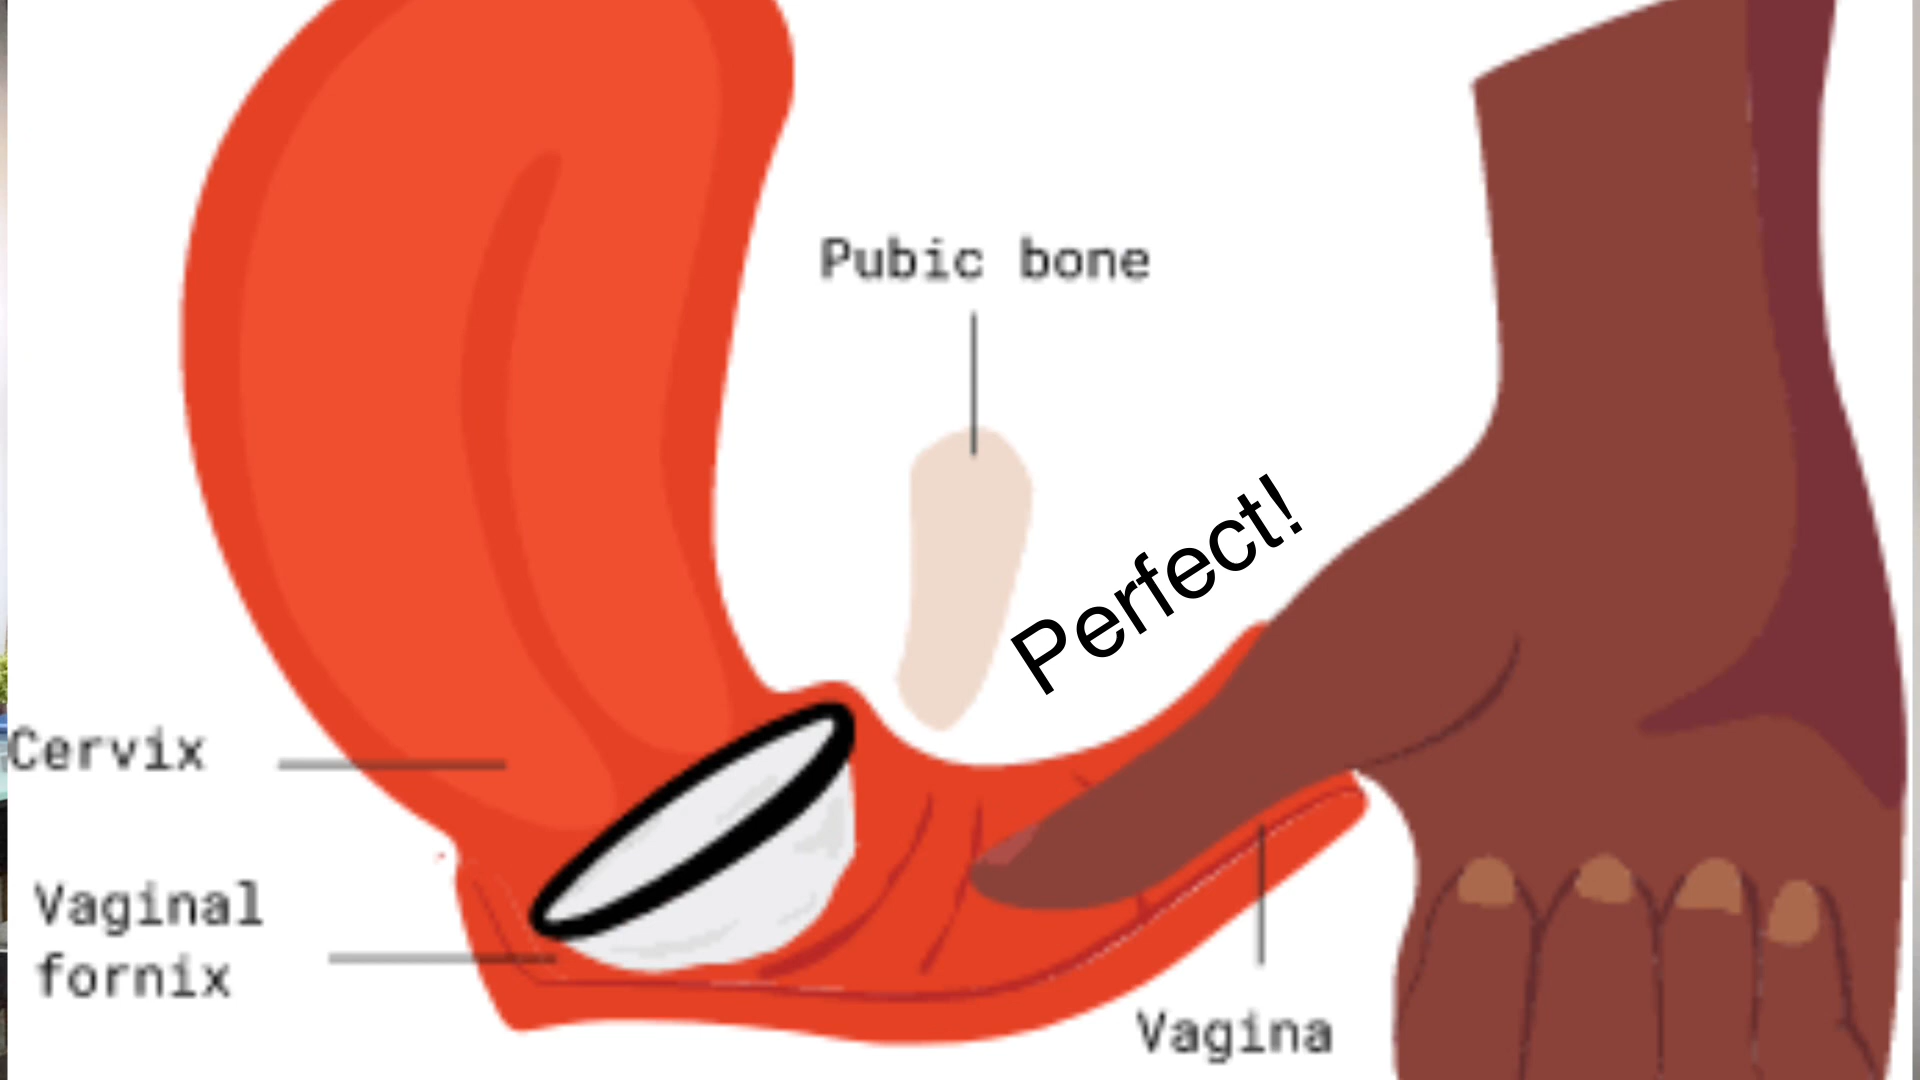 Pubic bone
Perfect!
Cervix
Vaginal
fornix
Vagina